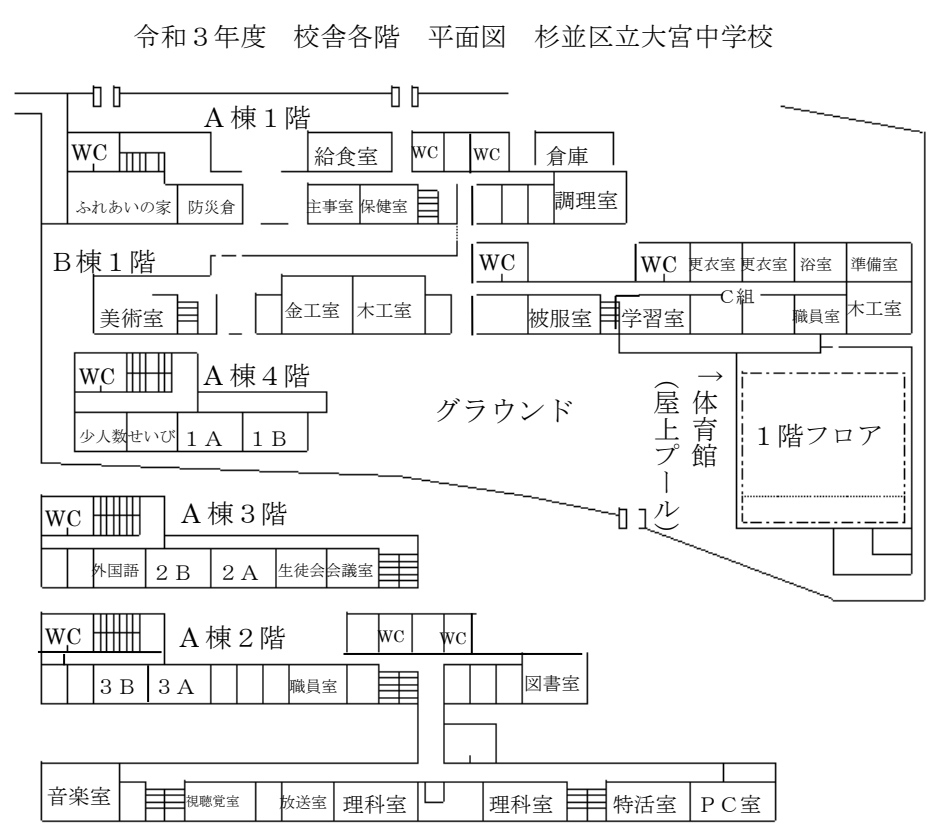 令和３年度　校舎各階　平面図　杉並区立大宮中学校
Ａ棟１階
WC
給食室
WC
WC
倉庫
ふれあいの家
防災倉
主事室
保健室
調理室
Ｂ棟１階
WC
WC
更衣室
更衣室
浴室
準備室
Ｃ組
美術室
金工室
木工室
被服室
学習室
職員室
木工室
WC
Ａ棟４階
少人数
せいび
１Ａ
１Ｂ
グラウンド
→体育館
（屋上プール）
１階フロア
WC
Ａ棟３階
外国語
２Ｂ
２Ａ
生徒会
会議室
WC
Ａ棟２階
WC
WC
３Ｂ
３Ａ
職員室
図書室
音楽室
視聴覚室
放送室
理科室
理科室
特活室
ＰＣ室